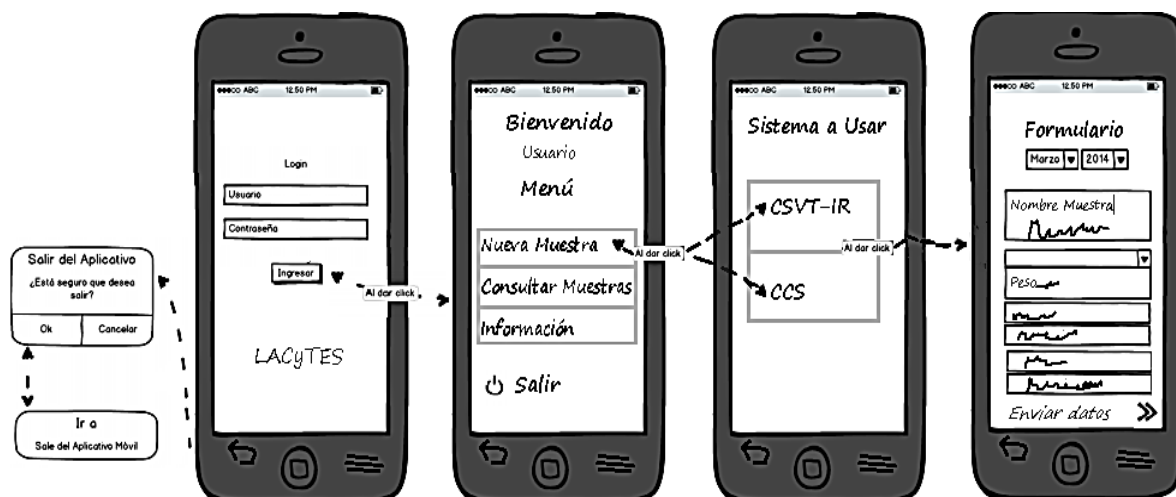 Salir del Aplicativo
¿Está seguro que desea
salir?
Ok Cancelar
Ir a
Sale del Aplicativo Móvil
ABC 12:50 PM
Login
Usuario
Contraseña
Ingresar
LACyTES
Al dar click
ABC 12:50 PM
Bienvenido
Usuario
Menú
Nueva Muestra
Consultar Muestras
Información
Salir
Al dar click
ABC 12:50 PM
Sistema a Usar
CSVT-IR
CCS
Al dar click
ABC 12:50 PM
Formulario
Marzo 2014
Nombre Muestra
Peso
Enviar datos